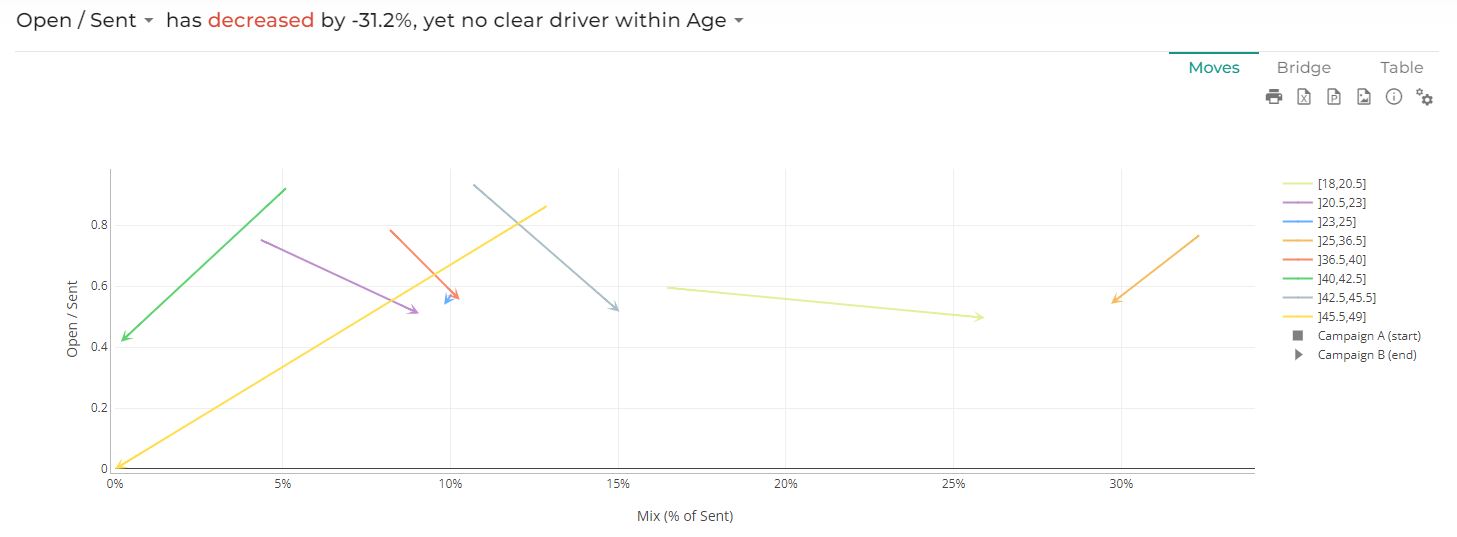 Open / Sent has decreased by -31.2%, yet no clear driver within Age
Moves Bridge Table
]18,20.5]
]20.5,23]
]23,25]
]25,36.5]
]36.5,40]
]40,42.5]
]42.5,45.5]
]45.5,49]
Campaign A (start)
Campaign B (end)
Open / Sent
0.8
0.6
0.4
0.2
0
0% 5% 10% 15% 20% 25% 30%
Mix (% of Sent)